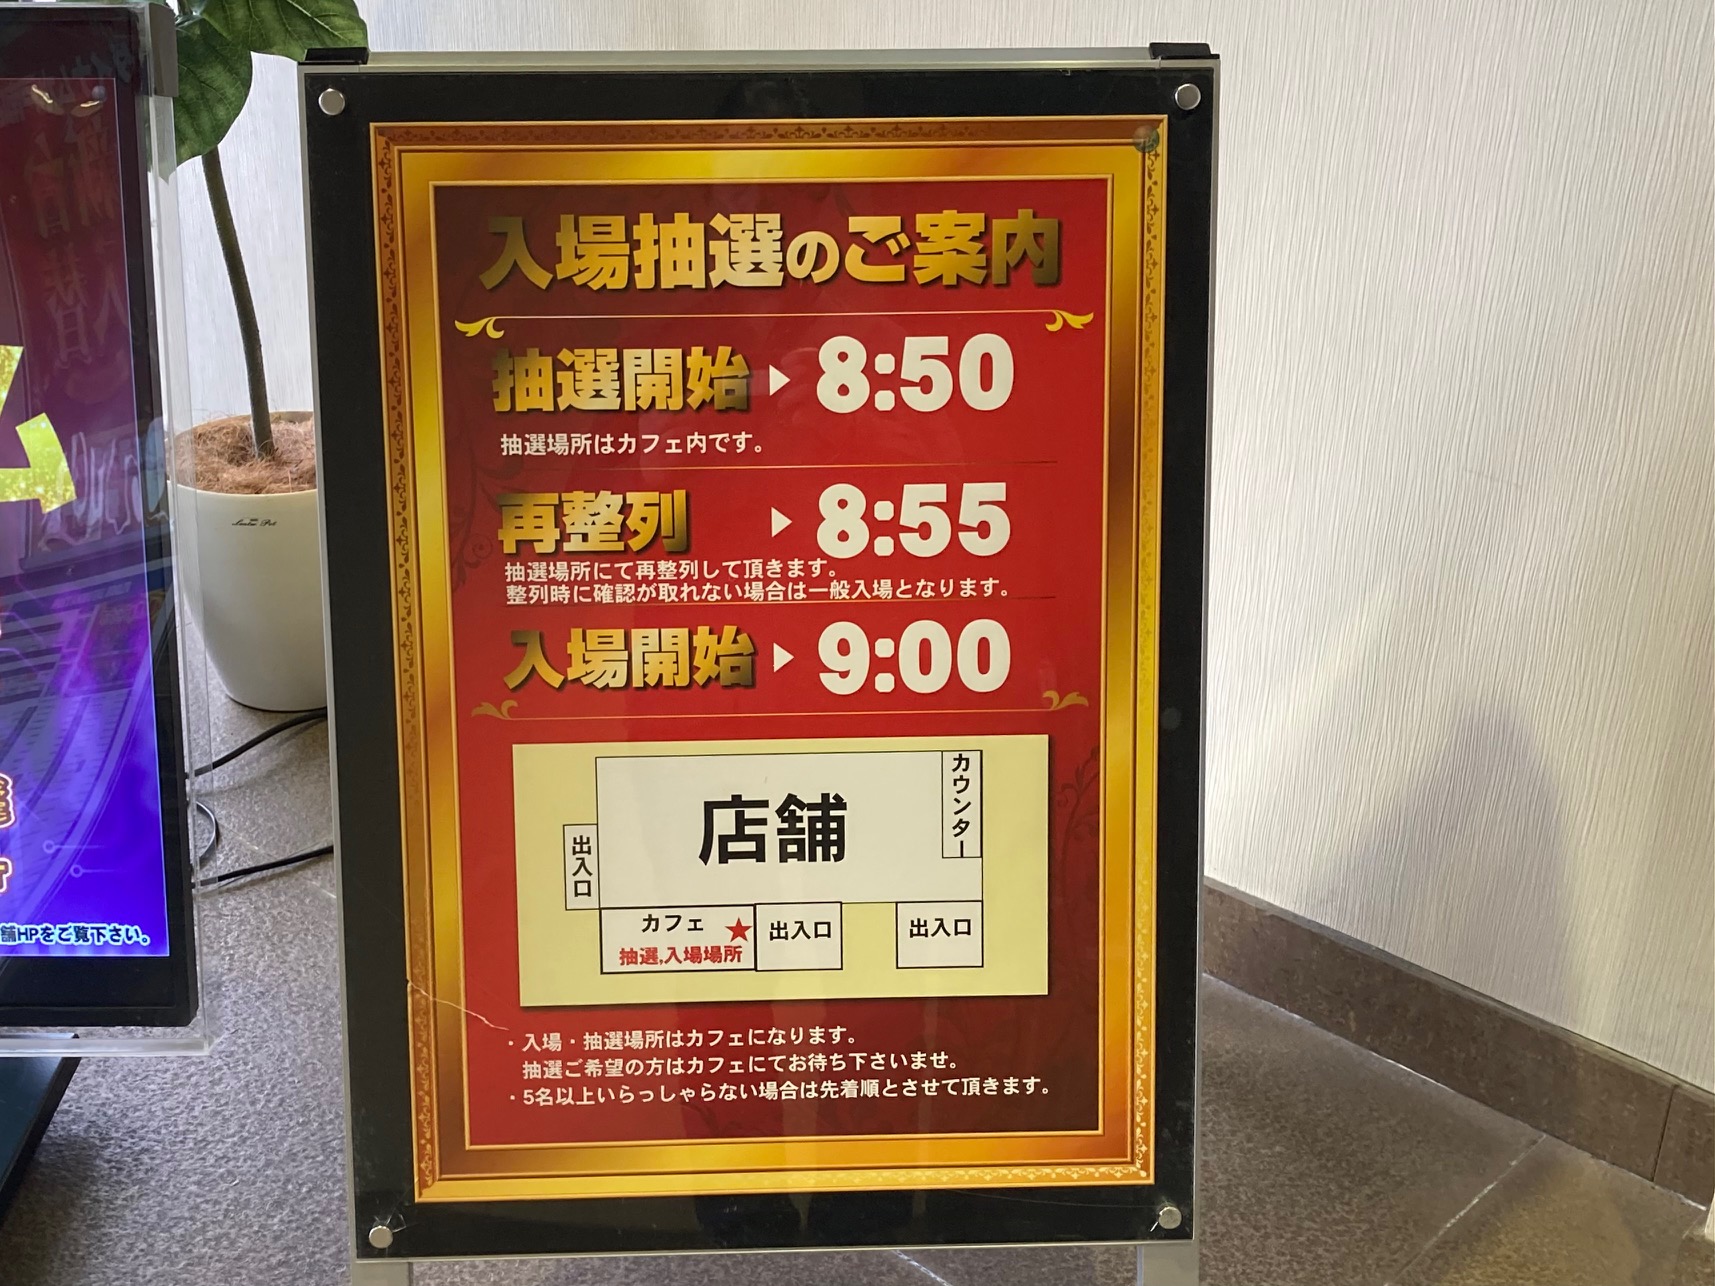 入場抽選のご案内
抽選開始 ▶ 8:50
抽選場所はカフェ内です。
再整列 ▶ 8:55
抽選場所にて再整列して頂きます。
整列時に確認が取れない場合は一般入場となります。
入場開始 ▶ 9:00
カウンター
店舗
出入口
カフェ ★
抽選,入場場所
出入口
出入口
・入場・抽選場所はカフェになります。
抽選ご希望の方はカフェにてお待ち下さいませ。
・5名以上いらっしゃらない場合は先着順とさせて頂きます。
舗HPをご覧下さい。